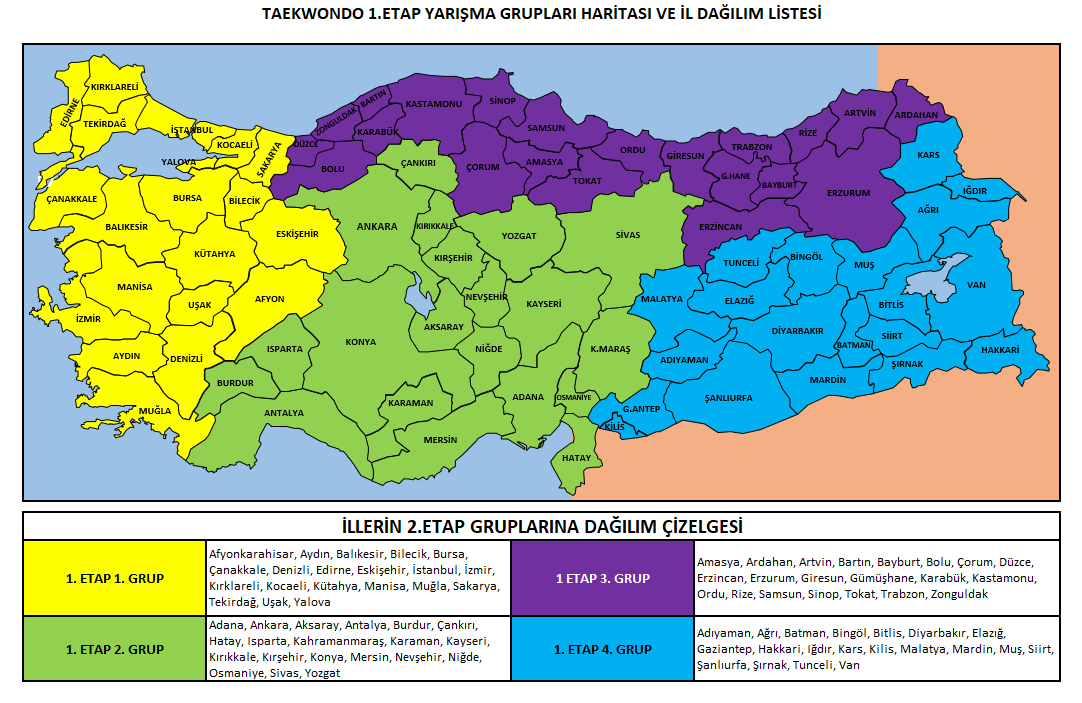 TAEKWONDO 1.ETAP YARIŞMA GRUPLARI HARİTASI VE İL DAĞILIM LİSTESİ
KIRKLARELİ
EDİRNE
TEKİRDAĞ
İSTANBUL
KOCAELİ
YALOVA
SAKARYA
ÇANAKKALE
BURSA
BİLECİK
BALIKESİR
ESKİŞEHİR
KÜTAHYA
MANİSA
UŞAK
AFYON
İZMİR
AYDIN
DENİZLİ
MUĞLA
DÜZCE
ZONGULDAK
BARTIN
KARABÜK
BOLU
KASTAMONU
SİNOP
SAMSUN
ÇORUM
AMASYA
TOKAT
ORDU
GİRESUN
TRABZON
G.HANE
BAYBURT
RİZE
ARTVİN
ARDAHAN
ERZURUM
ERZİNCAN
ÇANKIRI
ANKARA
KIRIKKALE
KIRŞEHİR
YOZGAT
SİVAS
NEVŞEHİR
KAYSERİ
AKSARAY
KONYA
NİĞDE
K.MARAŞ
ISPARTA
BURDUR
ANTALYA
KARAMAN
MERSİN
ADANA
OSMANİYE
HATAY
KARS
IĞDIR
AĞRI
TUNCELİ
BİNGÖL
MUŞ
VAN
MALATYA
ELAZIĞ
BİTLİS
DİYARBAKIR
SİİRT
BATMAN
HAKKARİ
ŞIRNAK
ADIYAMAN
MARDİN
ŞANLIURFA
G.ANTEP
KİLİS
İLLERİN 2.ETAP GRUPLARINA DAĞILIM ÇİZELGESİ
1. ETAP 1. GRUP
Afyonkarahisar, Aydın, Balıkesir, Bilecik, Bursa,
Çanakkale, Denizli, Edirne, Eskişehir, İstanbul, İzmir,
Kırklareli, Kocaeli, Kütahya, Manisa, Muğla, Sakarya,
Tekirdağ, Uşak, Yalova
1 ETAP 3. GRUP
Amasya, Ardahan, Artvin, Bartın, Bayburt, Bolu, Çorum, Düzce,
Erzincan, Erzurum, Giresun, Gümüşhane, Karabük, Kastamonu,
Ordu, Rize, Samsun, Sinop, Tokat, Trabzon, Zonguldak
1. ETAP 2. GRUP
Adana, Ankara, Aksaray, Antalya, Burdur, Çankırı,
Hatay, Isparta, Kahramanmaraş, Karaman, Kayseri,
Kırıkkale, Kırşehir, Konya, Mersin, Nevşehir, Niğde,
Osmaniye, Sivas, Yozgat
1. ETAP 4. GRUP
Adıyaman, Ağrı, Batman, Bingöl, Bitlis, Diyarbakır, Elazığ,
Gaziantep, Hakkari, Iğdır, Kars, Kilis, Malatya, Mardin, Muş, Siirt,
Şanlıurfa, Şırnak, Tunceli, Van